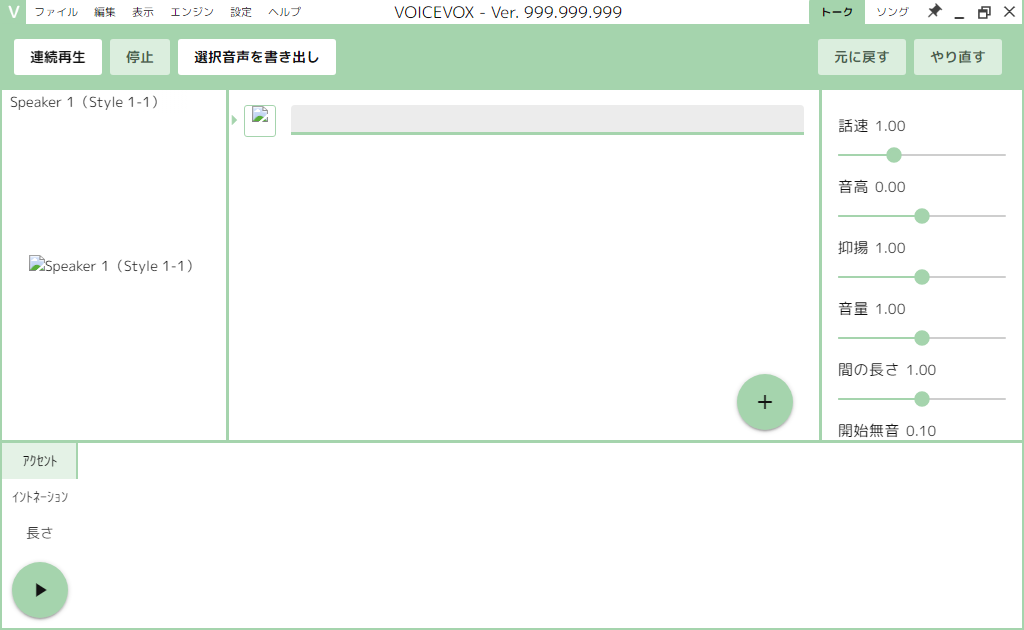 V ファイル 編集 表示 エンジン 設定 ヘルプ VOICEVOX - Ver. 999.999.999 トーク ソング
連続再生 停止 選択音声を書き出し 元に戻す やり直す
Speaker 1（Style 1-1）
Speaker 1（Style 1-1）
話速 1.00
音高 0.00
抑揚 1.00
音量 1.00
間の長さ 1.00
開始無音 0.10
ｱｸｾﾝﾄ
ｲﾝﾄﾈｰｼｮﾝ
長さ